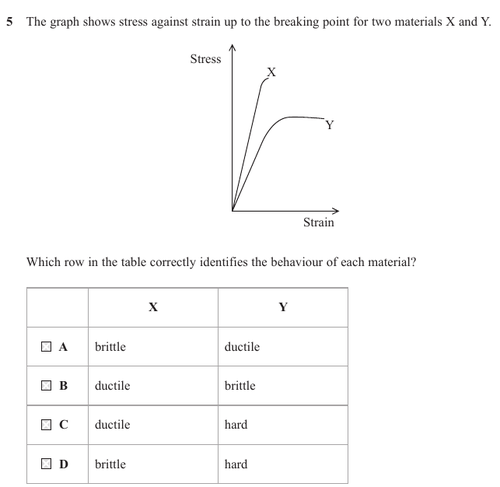 5 The graph shows stress against strain up to the breaking point for two materials X and Y.
Stress
X
Y
Strain
Which row in the table correctly identifies the behaviour of each material?
X Y
A brittle ductile
B ductile brittle
C ductile hard
D brittle hard